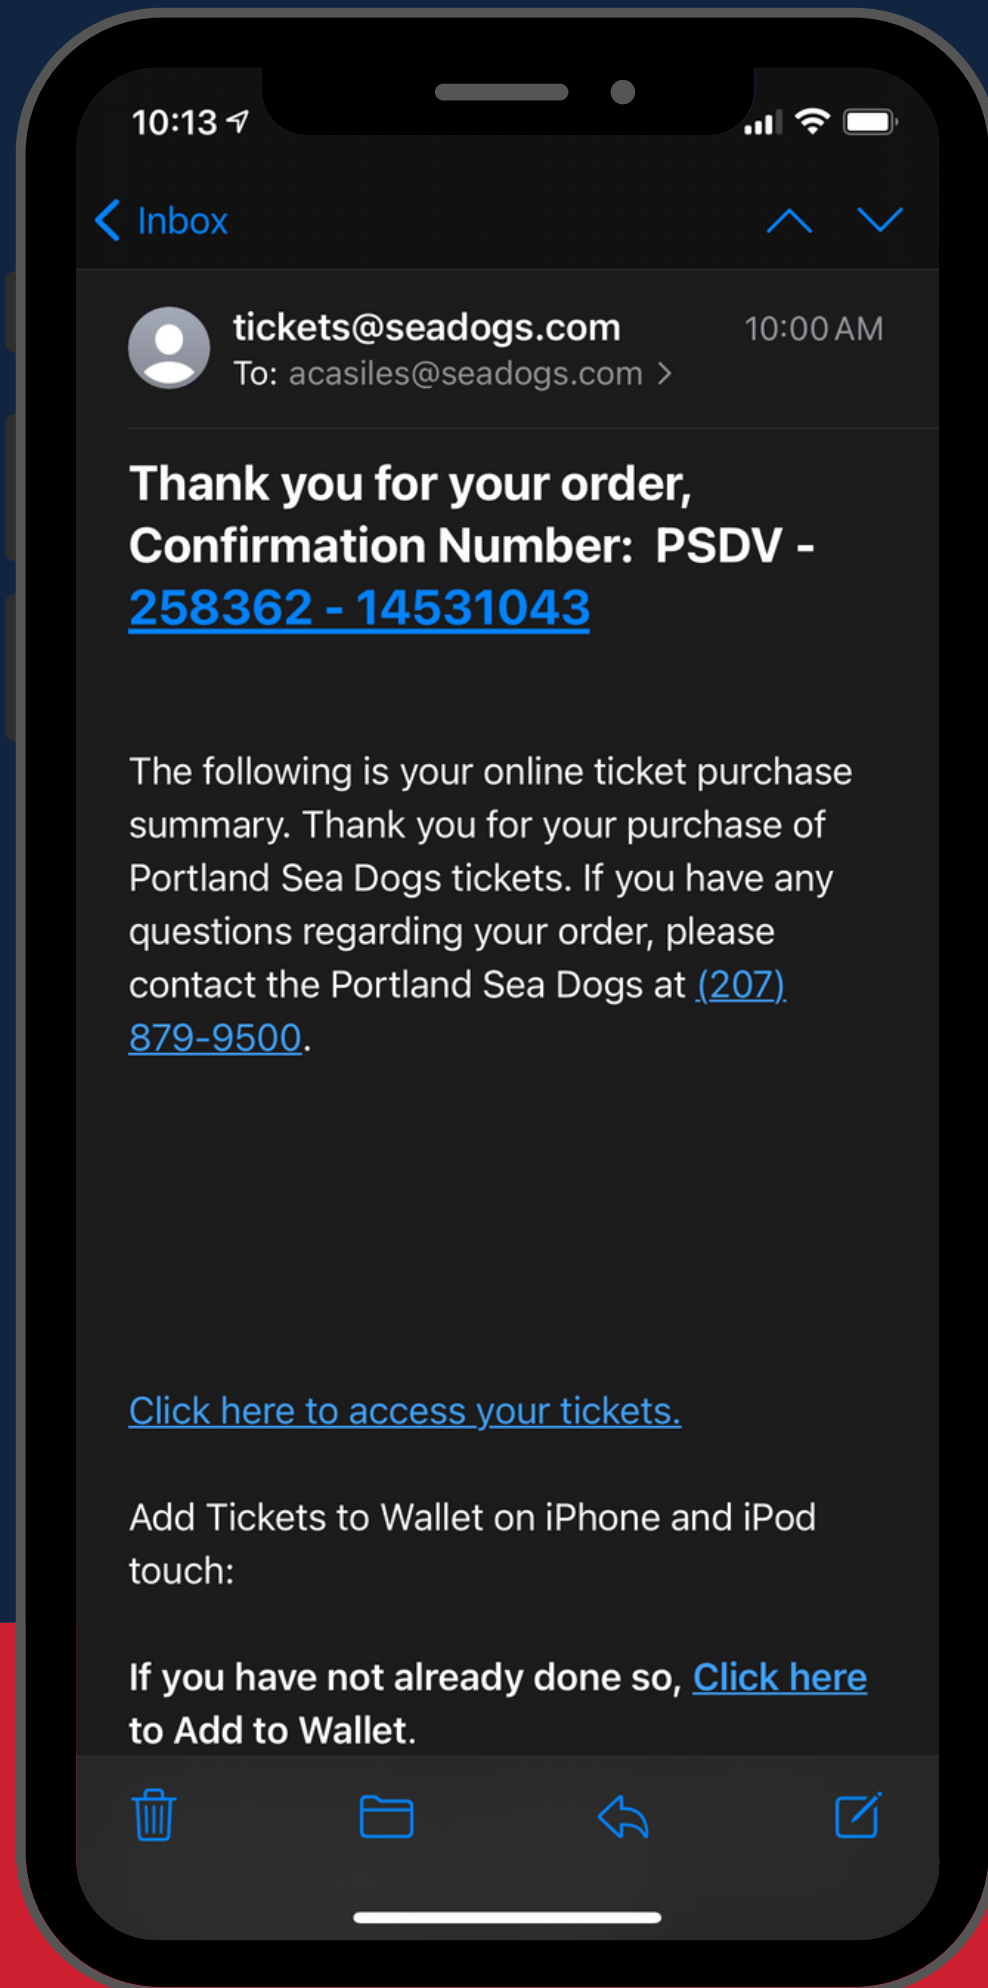 10:13
Inbox
tickets@seadogs.com 10:00 AM
To: acasiles@seadogs.com >
Thank you for your order,
Confirmation Number:  PSDV -
258362 - 14531043
The following is your online ticket purchase
summary. Thank you for your purchase of
Portland Sea Dogs tickets. If you have any
questions regarding your order, please
contact the Portland Sea Dogs at (207)
879-9500.
Click here to access your tickets.
Add Tickets to Wallet on iPhone and iPod
touch:
If you have not already done so, Click here
to Add to Wallet.